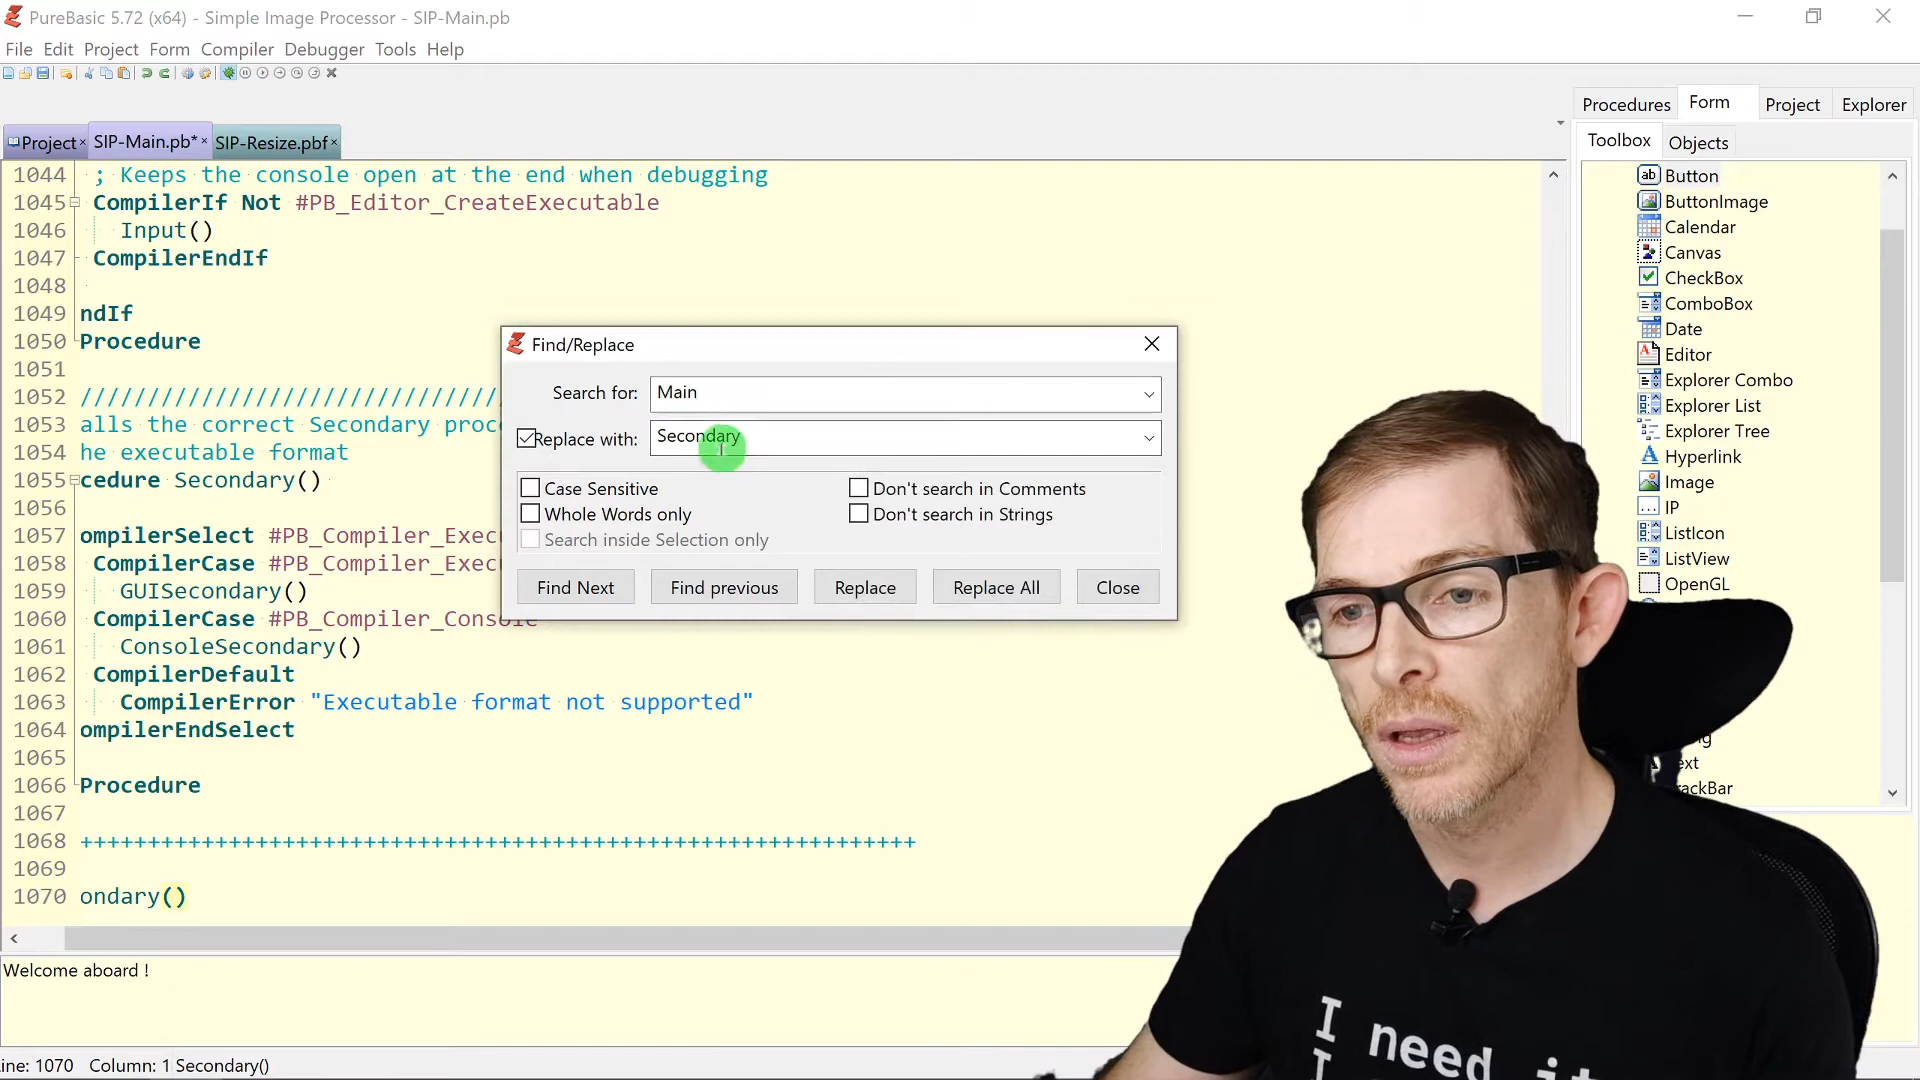 PureBasic 5.72 (x64) - Simple Image Processor - SIP-Main.pb
File Edit Project Form Compiler Debugger Tools Help
Procedures Form Project Explorer
Project SIP-Main.pb* SIP-Resize.pbf
Toolbox Objects
1044 ; Keeps the console open at the end when debugging
1045 CompilerIf Not #PB_Editor_CreateExecutable
1046 Input()
1047 CompilerEndIf
1048
1049 ndIf
1050 Procedure
1051
1052 ///////////////////////////////
1053 alls the correct Secondary proc
1054 he executable format
1055 cedure Secondary()
1057 ompilerSelect #PB_Compiler_Exec
1058 CompilerCase #PB_Compiler_Exec
1059 GUISecondary()
1060 CompilerCase #PB_Compiler_Console
1061 ConsoleSecondary()
1062 CompilerDefault
1063 CompilerError "Executable format not supported"
1064 ompilerEndSelect
1065
1066 Procedure
1067
1068 ++++++++++++++++++++++++++++++++++++++++++++++++++++++++++++++
1069
1070 ondary()
Find/Replace
Search for: Main
Replace with: Secondary
Case Sensitive Don't search in Comments
Whole Words only Don't search in Strings
Search inside Selection only
Find Next Find previous Replace Replace All Close
Button
ButtonImage
Calendar
Canvas
CheckBox
ComboBox
Date
Editor
Explorer Combo
Explorer List
Explorer Tree
Hyperlink
Image
IP
ListIcon
ListView
OpenGL
ext
rackBar
Welcome aboard !
ine: 1070 Column: 1 Secondary()
I need it